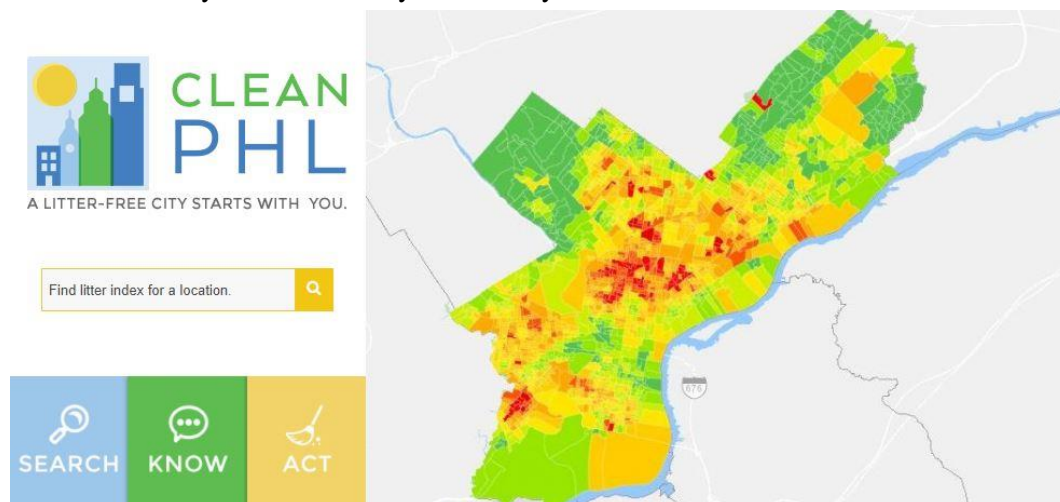 CLEAN
PHL
A LITTER-FREE CITY STARTS WITH YOU.
Find litter index for a location.
SEARCH
KNOW
ACT
676